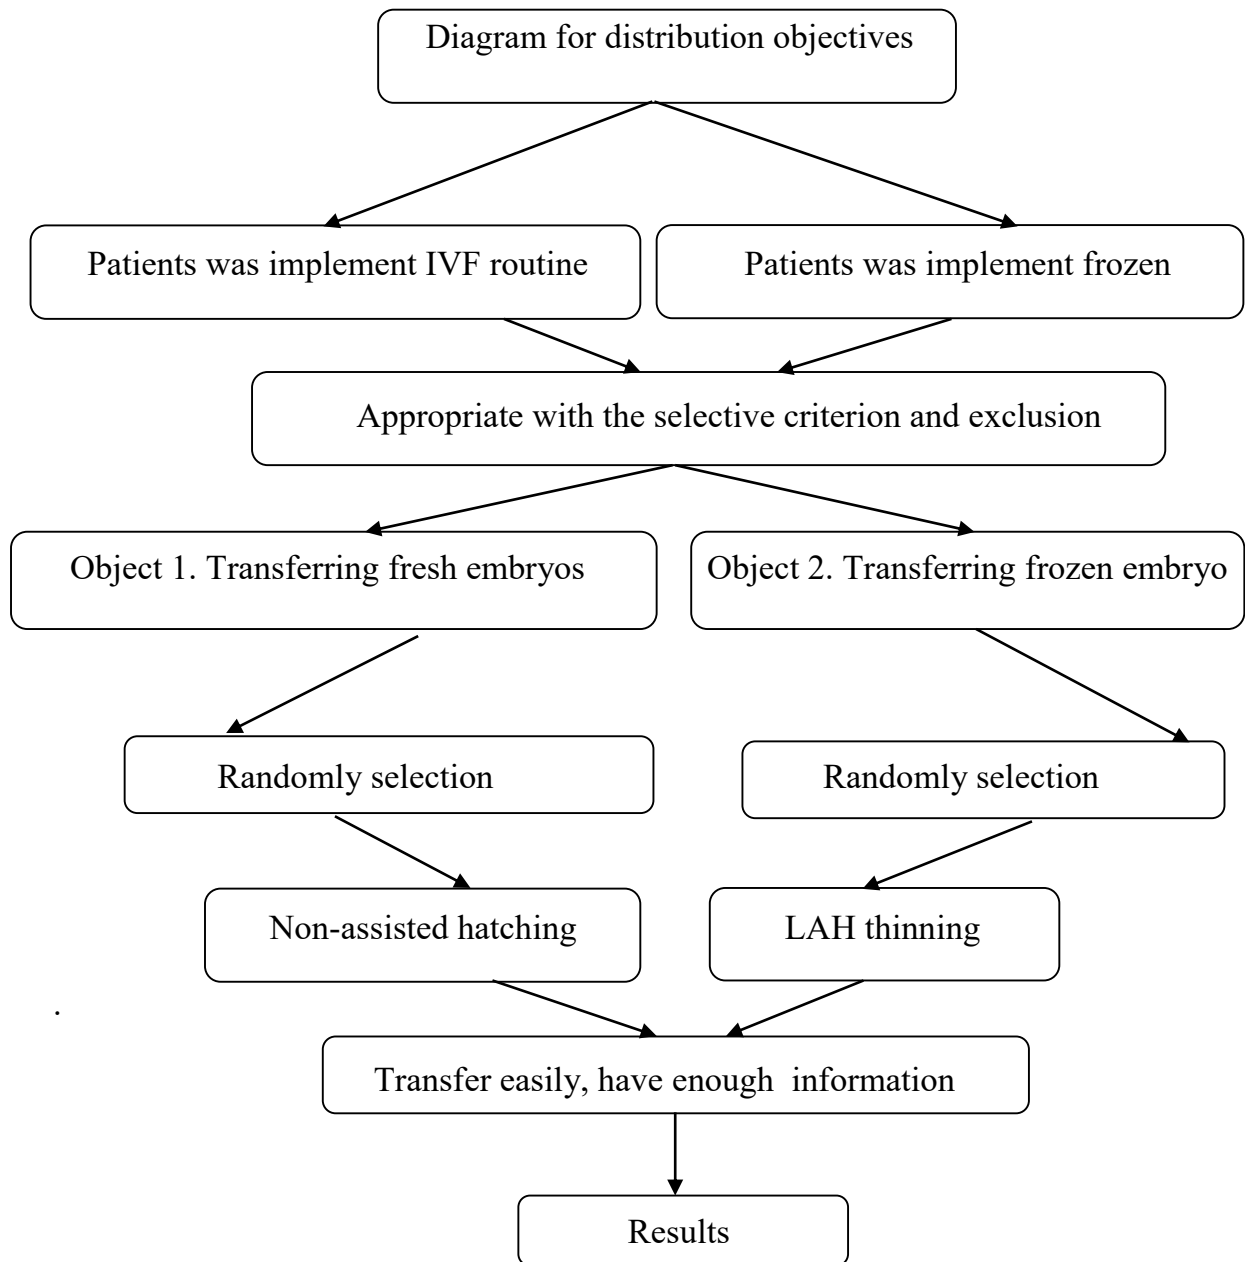 Diagram for distribution objectives
Patients was implement IVF routine
Patients was implement frozen
Appropriate with the selective criterion and exclusion
Object 1. Transferring fresh embryos
Object 2. Transferring frozen embryo
Randomly selection
Randomly selection
Non-assisted hatching
LAH thinning
.
Transfer easily, have enough information
Results